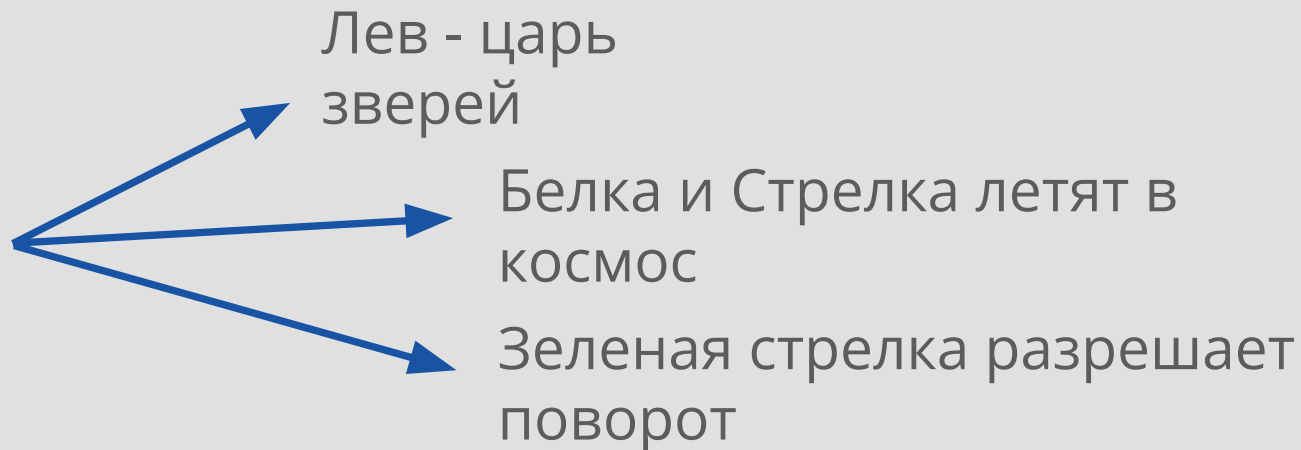 Лев - царь
зверей
Белка и Стрелка летят в
космос
Зеленая стрелка разрешает
поворот